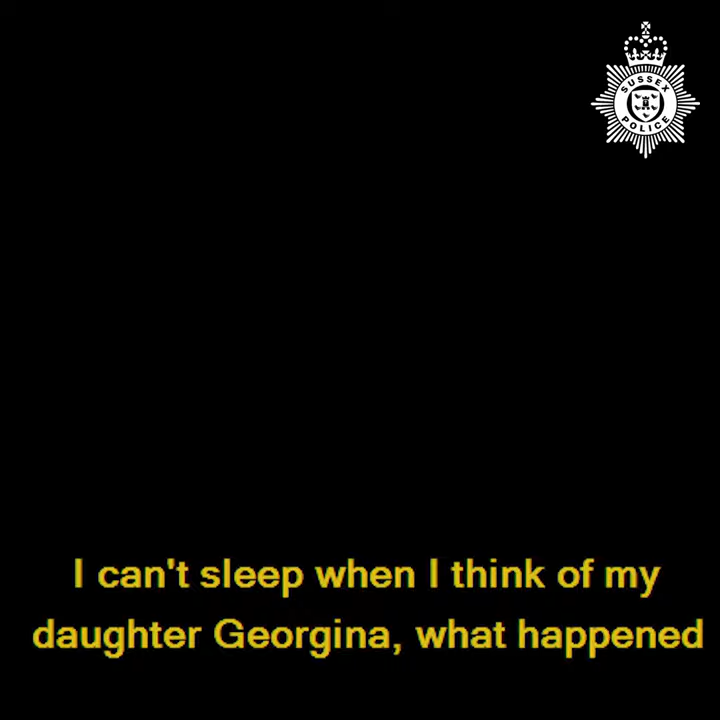 SUSSEX
POLICE
I can't sleep when I think of my
daughter Georgina, what happened